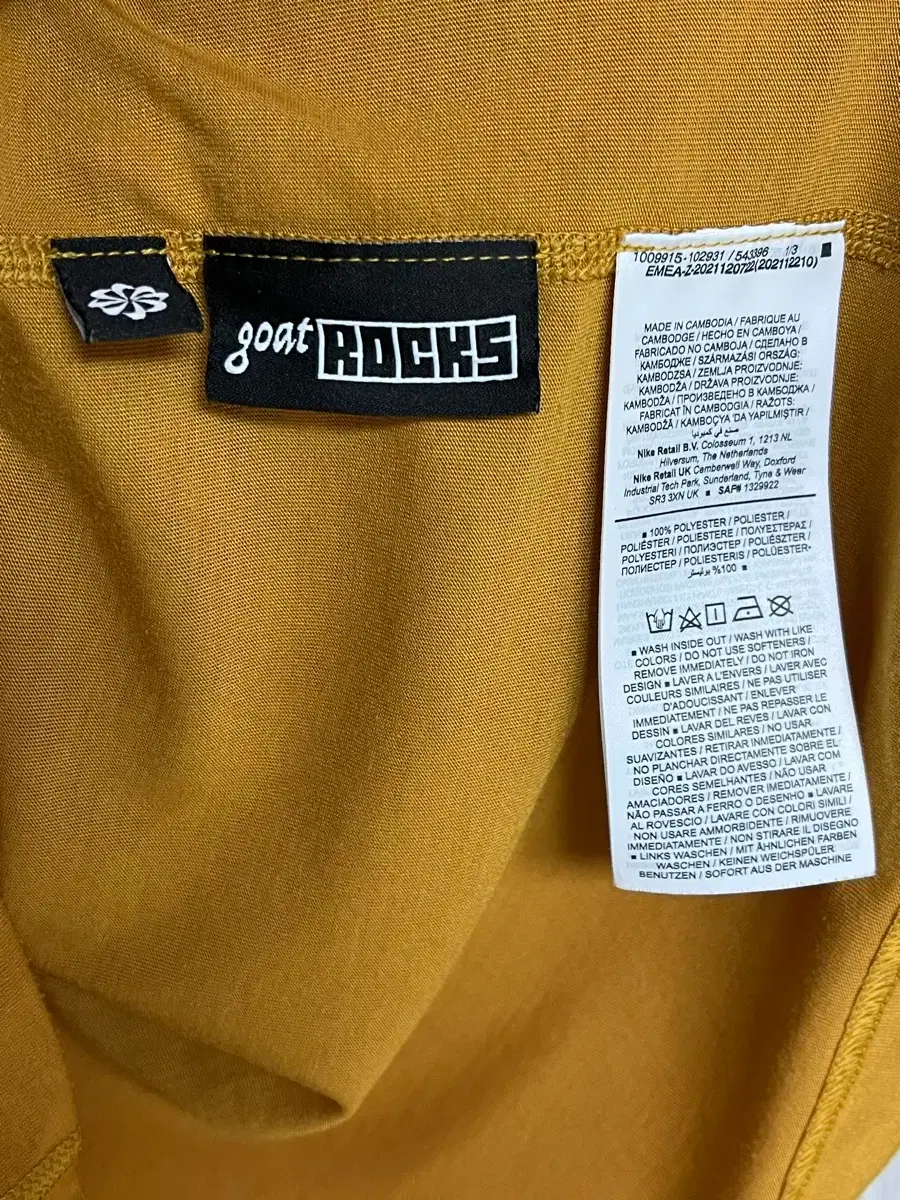 goat ROCKS
1009915-102931 / 543396 1/3
EMEA-Z-20211207Z2(202112210)
MADE IN CAMBODIA / FABRIQUE AU
CAMBODGE / HECHO EN CAMBOYA /
FABRICADO NO CAMBOJA / СДЕЛАНО В
КАМБОДЖЕ / SZÁRMAZÁSI ORSZÁG:
KAMBODZSA / ZEMLJA PROIZVODNJE:
KAMBODŽA / DRŽAVA PROIZVODNJE:
KAMBODŽA / ПРОИЗВЕДЕНО В КАМБОДЖА /
FABRICAT ÎN CAMBODGIA / RAŽOTS:
KAMBODŽĀ / KAMBOÇYA 'DA YAPILMIŞTIR /
صنع في كمبوديا
Nike Retail B.V. Colosseum 1, 1213 NL
Hilversum, The Netherlands
Nike Retail UK Camberwell Way, Doxford
Industrial Tech Park, Sunderland, Tyne & Wear
SR3 3XN UK ■ SAP# 1329922
■ 100% POLYESTER / POLIESTER /
POLIÉSTER / POLIESTERE / ΠΟΛΥΕΣΤΕΡΑΣ /
POLYESTERI / ПОЛИЭСТЕР / POLIÉSZTER /
ПОЛИЕСТЕР / POLIESTERIS / POLÜESTER
100% بوليستر ■
■ WASH INSIDE OUT / WASH WITH LIKE
COLORS / DO NOT USE SOFTENERS /
REMOVE IMMEDIATELY / DO NOT IRON
DESIGN ■ LAVER A L'ENVERS / LAVER AVEC
COULEURS SIMILAIRES / NE PAS UTILISER
D'ADOUCISSANT / ENLEVER
IMMEDIATEMENT / NE PAS REPASSER LE
DESSIN ■ LAVAR DEL REVES / LAVAR CON
COLORES SIMILARES / NO USAR
SUAVIZANTES / RETIRAR INMEDIATAMENTE /
NO PLANCHAR DIRECTAMENTE SOBRE EL
DISEÑO ■ LAVAR DO AVESSO / LAVAR COM
CORES SEMELHANTES / NÃO USAR
AMACIADORES / REMOVER IMEDIATAMENTE /
NÃO PASSAR A FERRO O DESENHO ■ LAVARE
AL ROVESCIO / LAVARE CON COLORI SIMILI /
NON USARE AMMORBIDENTE / RIMUOVERE
IMMEDIATAMENTE / NON STIRARE IL DISEGNO
■ LINKS WASCHEN / MIT ÄHNLICHEN FARBEN
WASCHEN / KEINEN WEICHSPÜLER
BENUTZEN / SOFORT AUS DER MASCHINE